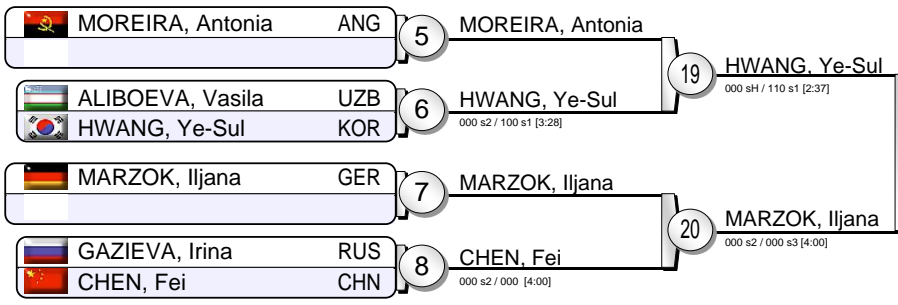 MOREIRA, Antonia ANG
5
MOREIRA, Antonia
19
HWANG, Ye-Sul
000 sH / 110 s1 [2:37]
ALIBOEVA, Vasila UZB
HWANG, Ye-Sul KOR
6
HWANG, Ye-Sul
000 s2 / 100 s1 [3:28]
MARZOK, Iljana GER
7
MARZOK, Iljana
20
MARZOK, Iljana
000 s2 / 000 s3 [4:00]
GAZIEVA, Irina RUS
CHEN, Fei CHN
8
CHEN, Fei
000 s2 / 000 [4:00]